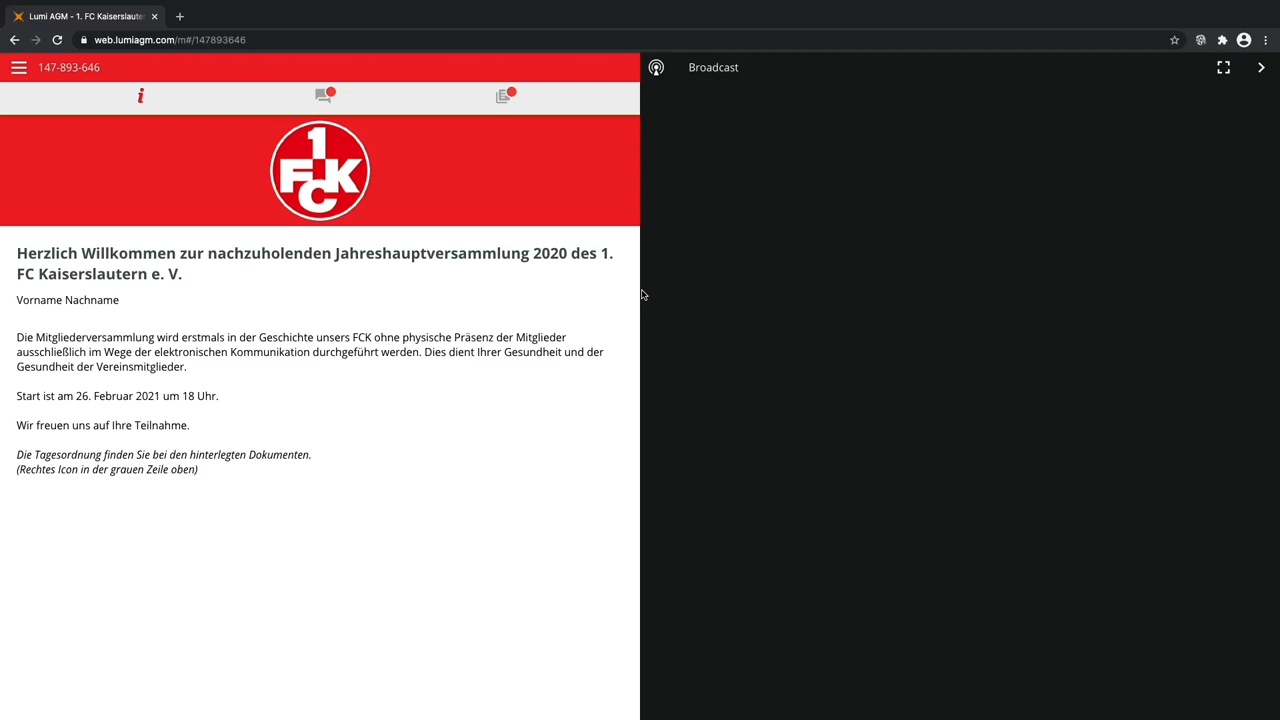 Lumi AGM - 1. FC Kaiserslauter
web.lumiagm.com/m#/147893646
147-893-646
Broadcast
i
1
FCK
Herzlich Willkommen zur nachzuholenden Jahreshauptversammlung 2020 des 1.
FC Kaiserslautern e. V.
Vorname Nachname
Die Mitgliederversammlung wird erstmals in der Geschichte unsers FCK ohne physische Präsenz der Mitglieder
ausschließlich im Wege der elektronischen Kommunikation durchgeführt werden. Dies dient Ihrer Gesundheit und der
Gesundheit der Vereinsmitglieder.
Start ist am 26. Februar 2021 um 18 Uhr.
Wir freuen uns auf Ihre Teilnahme.
Die Tagesordnung finden Sie bei den hinterlegten Dokumenten.
(Rechtes Icon in der grauen Zeile oben)